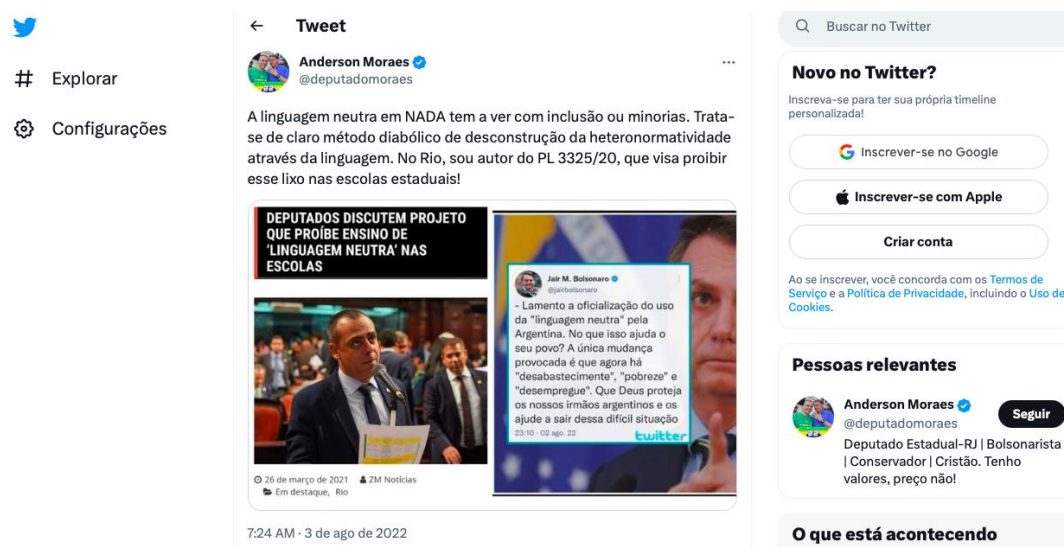 Tweet
Explorar
Configurações
Anderson Moraes
@deputadomoraes
A linguagem neutra em NADA tem a ver com inclusão ou minorias. Trata-
se de claro método diabólico de desconstrução da heteronormatividade
através da linguagem. No Rio, sou autor do PL 3325/20, que visa proibir
esse lixo nas escolas estaduais!
DEPUTADOS DISCUTEM PROJETO
QUE PROÍBE ENSINO DE
'LINGUAGEM NEUTRA' NAS
ESCOLAS
26 de março de 2021 ZM Notícias
Em destaque, Rio
Jair M. Bolsonaro
@jairbolsonaro
- Lamento a oficialização do uso
da "linguagem neutra" pela
Argentina. No que isso ajuda o
seu povo? A única mudança
provocada é que agora há
"desabastecimente", "pobreze" e
"desempregue". Que Deus proteja
os nossos irmãos argentinos e os
ajude a sair dessa difícil situação
23:10 - 02 ago. 22
twitter
7:24 AM · 3 de ago de 2022
Buscar no Twitter
Novo no Twitter?
Inscreva-se para ter sua própria timeline
personalizada!
Inscrever-se no Google
Inscrever-se com Apple
Criar conta
Ao se inscrever, você concorda com os Termos de
Serviço e a Política de Privacidade, incluindo o Uso de
Cookies.
Pessoas relevantes
Anderson Moraes
@deputadomoraes
Seguir
Deputado Estadual-RJ | Bolsonarista
| Conservador | Cristão. Tenho
valores, preço não!
O que está acontecendo